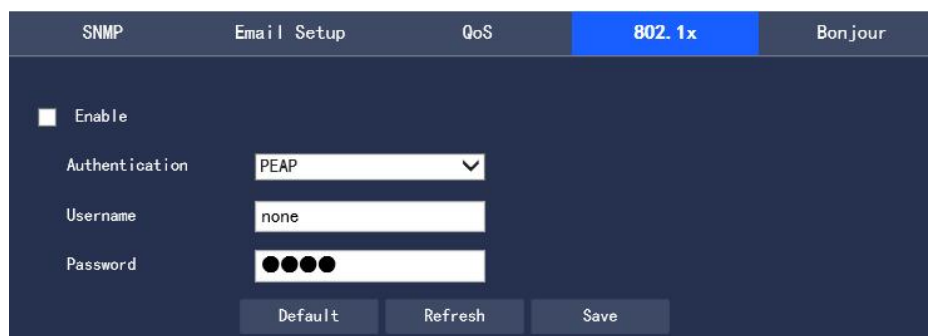 SNMP Email Setup QoS 802.1x Bonjour
Enable
Authentication PEAP
Username none
Password ●●●●
Default Refresh Save